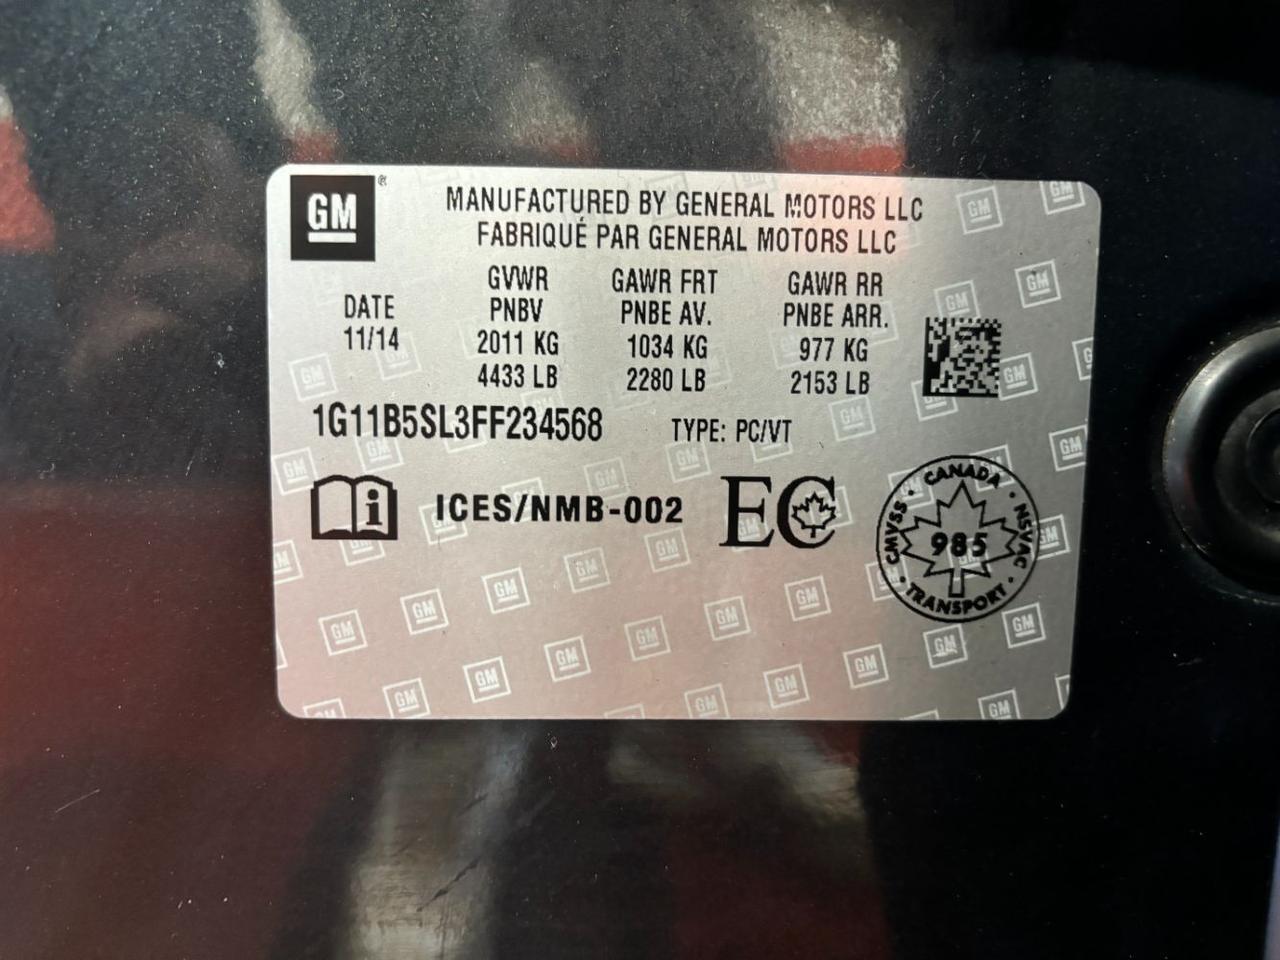 GM®
MANUFACTURED BY GENERAL MOTORS LLC
FABRIQUÉ PAR GENERAL MOTORS LLC
DATE
11/14
GVWR
PNBV
2011 KG
4433 LB
GAWR FRT
PNBE AV.
1034 KG
2280 LB
GAWR RR
PNBE ARR.
977 KG
2153 LB
1G11B5SL3FF234568
TYPE: PC/VT
i
ICES/NMB-002
EC
CANADA
CMVSS
985
NSVAC
TRANSPORT